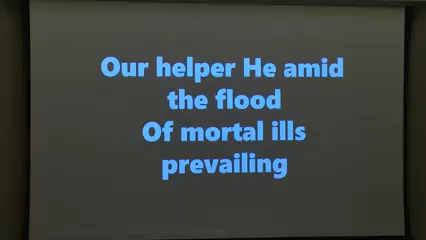 Our helper He amid
the flood
Of mortal ills
prevailing